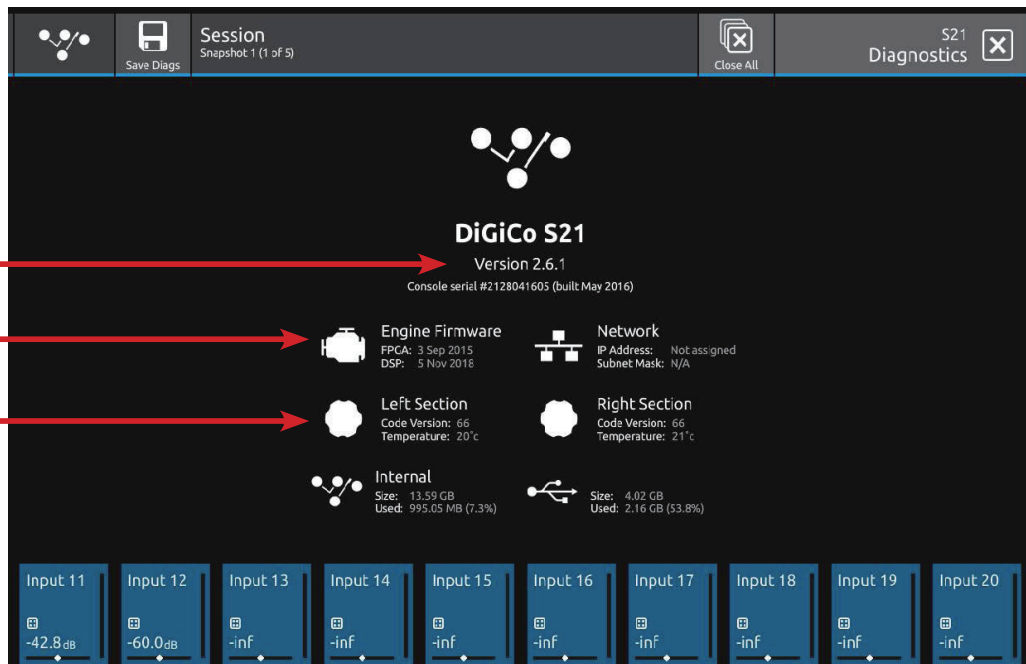 Save Diags
Session
Snapshot 1 (1 of 5)
Close All
S21
Diagnostics
DiGiCo S21
Version 2.6.1
Console serial #2128041605 (built May 2016)
Engine Firmware
FPGA: 3 Sep 2015
DSP: 5 Nov 2018
Network
IP Address: Not assigned
Subnet Mask: N/A
Left Section
Code Version: 66
Temperature: 20°c
Right Section
Code Version: 66
Temperature: 21°c
Internal
Size: 13.59 GB
Used: 995.05 MB (7.3%)
Size: 4.02 GB
Used: 2.16 GB (53.8%)
Input 11
-42.8dB
Input 12
-60.0dB
Input 13
-inf
Input 14
-inf
Input 15
-inf
Input 16
-inf
Input 17
-inf
Input 18
-inf
Input 19
-inf
Input 20
-inf